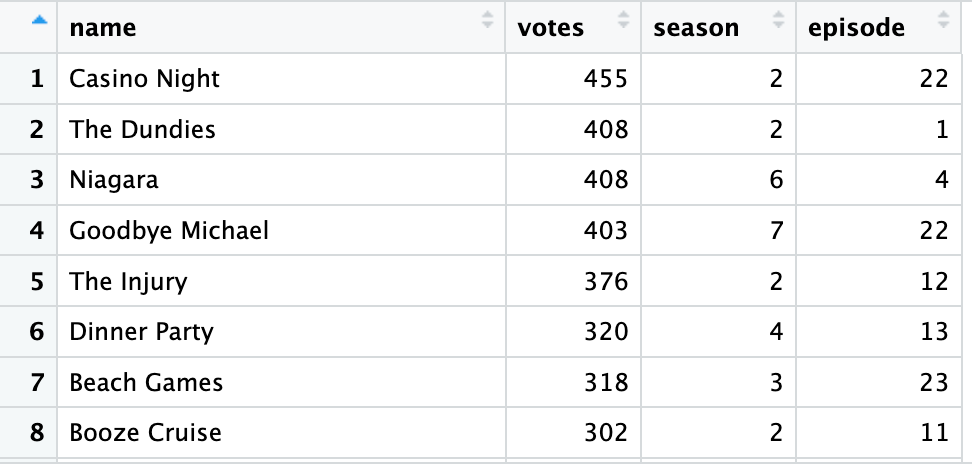 name votes season episode
1 Casino Night 455 2 22
2 The Dundies 408 2 1
3 Niagara 408 6 4
4 Goodbye Michael 403 7 22
5 The Injury 376 2 12
6 Dinner Party 320 4 13
7 Beach Games 318 3 23
8 Booze Cruise 302 2 11